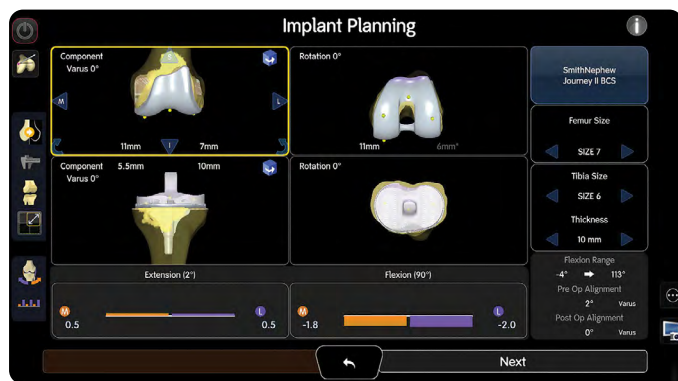 Implant Planning
Component
Varus 0°
M
L
11mm
I
7mm
Rotation 0°
11mm
6mm°
SmithNephew
Journey II BCS
Femur Size
SIZE 7
Component
Varus 0°
5.5mm
10mm
Rotation 0°
Tibia Size
SIZE 6
Thickness
10 mm
Extension (2°)
Flexion (90°)
M
L
0.5
0.5
M
L
-1.8
-2.0
Flexion Range
-4°
113°
Pre Op Alignment
2° Varus
Post Op Alignment
0° Varus
Next